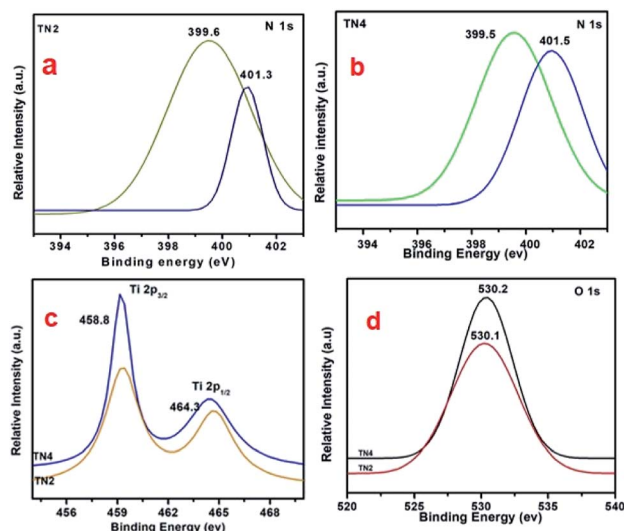 TN2
N 1s
a
399.6
401.3
Relative Intensity (a.u.)
394 396 398 400 402
Binding energy (eV)
TN4
N 1s
b
399.5
401.5
Relative intensity (a.u.)
394 396 398 400 402
Binding energy (ev)
Ti 2p3/2
c
458.8
Ti 2p1/2
464.3
TN4
TN2
Relative Intensity (a.u)
456 459 462 465 468
Binding Energy (ev)
O 1s
d
530.2
530.1
TN4
TN2
Relative Intensity (a.u.)
520 525 530 535 540
Binding Energy (ev)